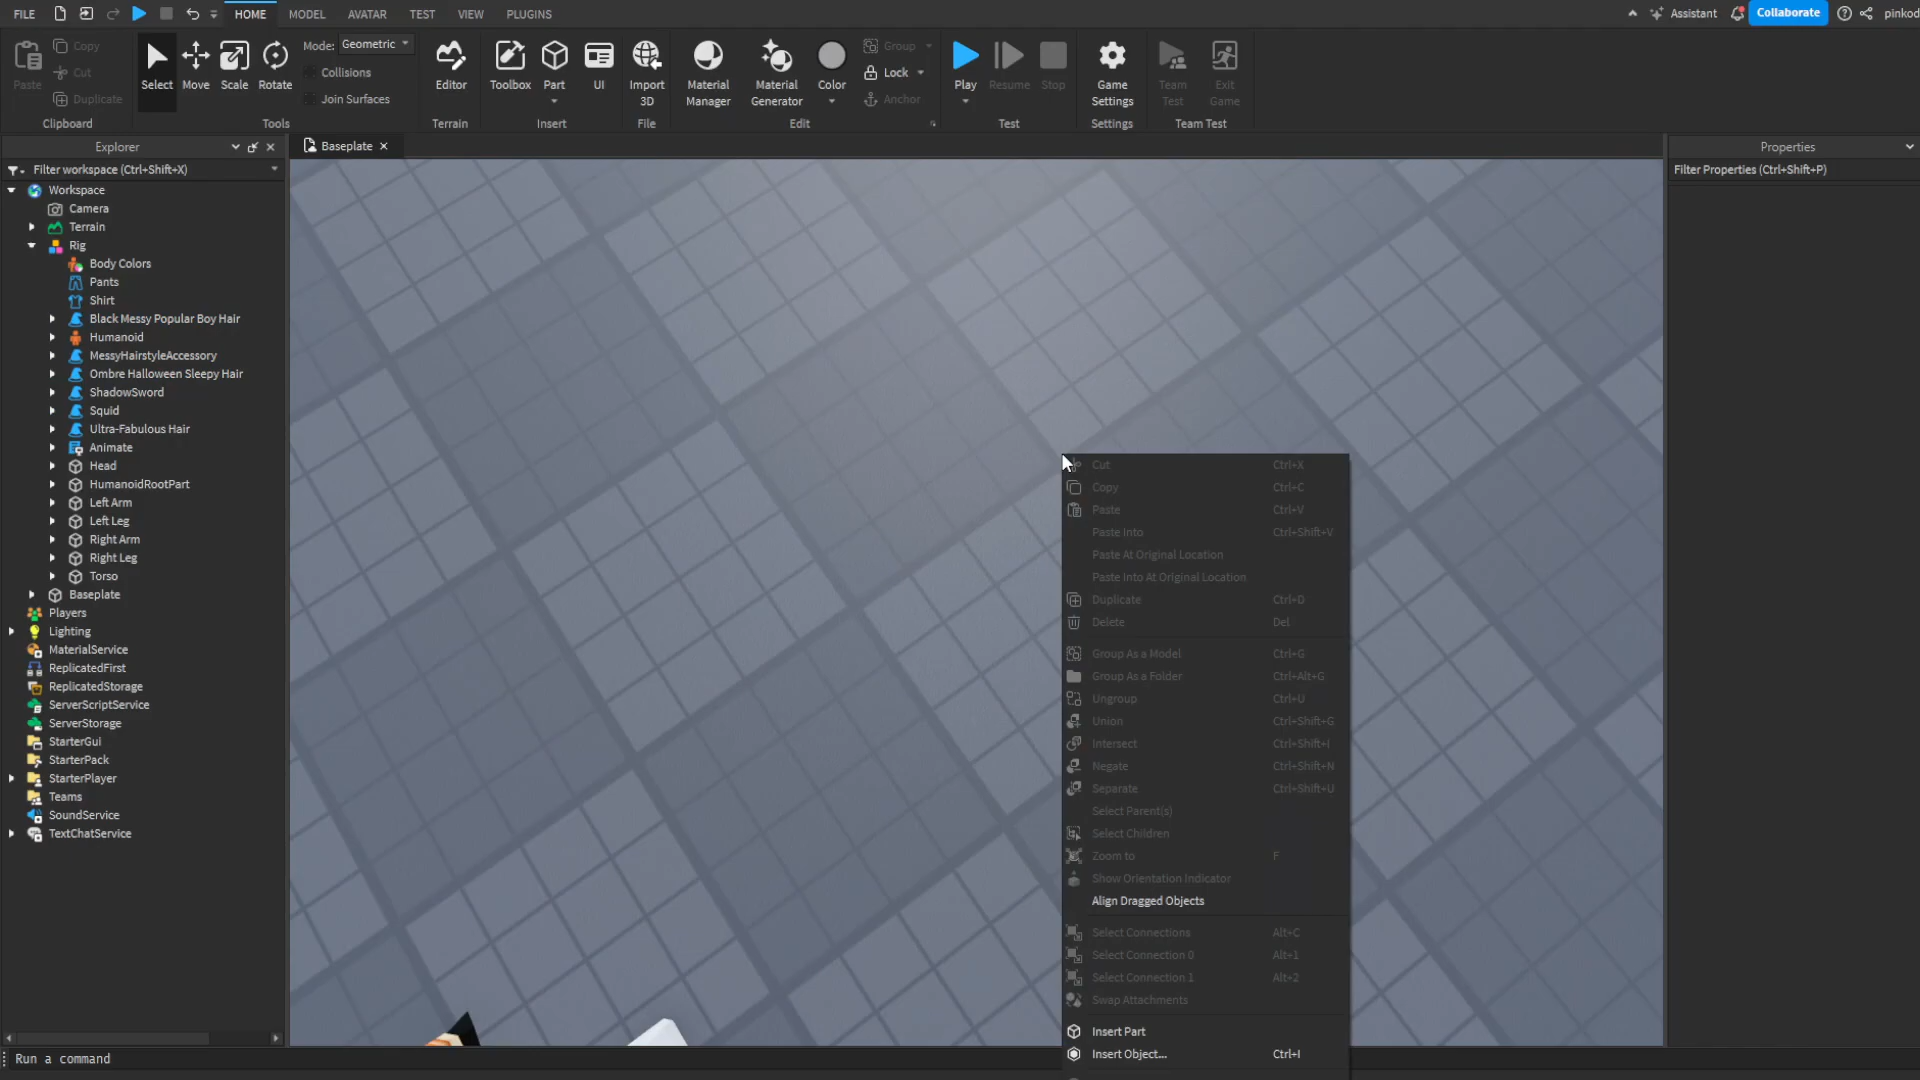 FILE
HOME
MODEL
AVATAR
TEST
VIEW
PLUGINS
Assistant
Collaborate
pinkod
Paste
Copy
Cut
Duplicate
Clipboard
Select
Move
Scale
Rotate
Mode: Geometric
Collisions
Join Surfaces
Tools
Editor
Terrain
Toolbox
Part
UI
Insert
Import
3D
File
Material
Manager
Material
Generator
Color
Group
Lock
Anchor
Edit
Play
Resume
Stop
Test
Game
Settings
Settings
Team
Test
Exit
Game
Team Test
Explorer
Filter workspace (Ctrl+Shift+X)
Workspace
Camera
Terrain
Rig
Body Colors
Pants
Shirt
Black Messy Popular Boy Hair
Humanoid
MessyHairstyleAccessory
Ombre Halloween Sleepy Hair
ShadowSword
Squid
Ultra-Fabulous Hair
Animate
Head
HumanoidRootPart
Left Arm
Left Leg
Right Arm
Right Leg
Torso
Baseplate
Players
Lighting
MaterialService
ReplicatedFirst
ReplicatedStorage
ServerScriptService
ServerStorage
StarterGui
StarterPack
StarterPlayer
Teams
SoundService
TextChatService
Baseplate
Cut Ctrl+X
Copy Ctrl+C
Paste Ctrl+V
Paste Into Ctrl+Shift+V
Paste At Original Location
Paste Into At Original Location
Duplicate Ctrl+D
Delete Del
Group As a Model Ctrl+G
Group As a Folder Ctrl+Alt+G
Ungroup Ctrl+U
Union Ctrl+Shift+G
Intersect Ctrl+Shift+I
Negate Ctrl+Shift+N
Separate Ctrl+Shift+U
Select Parent(s)
Select Children
Zoom to F
Show Orientation Indicator
Align Dragged Objects
Select Connections Alt+C
Select Connection 0 Alt+1
Select Connection 1 Alt+2
Swap Attachments
Insert Part
Insert Object... Ctrl+I
Properties
Filter Properties (Ctrl+Shift+P)
Run a command